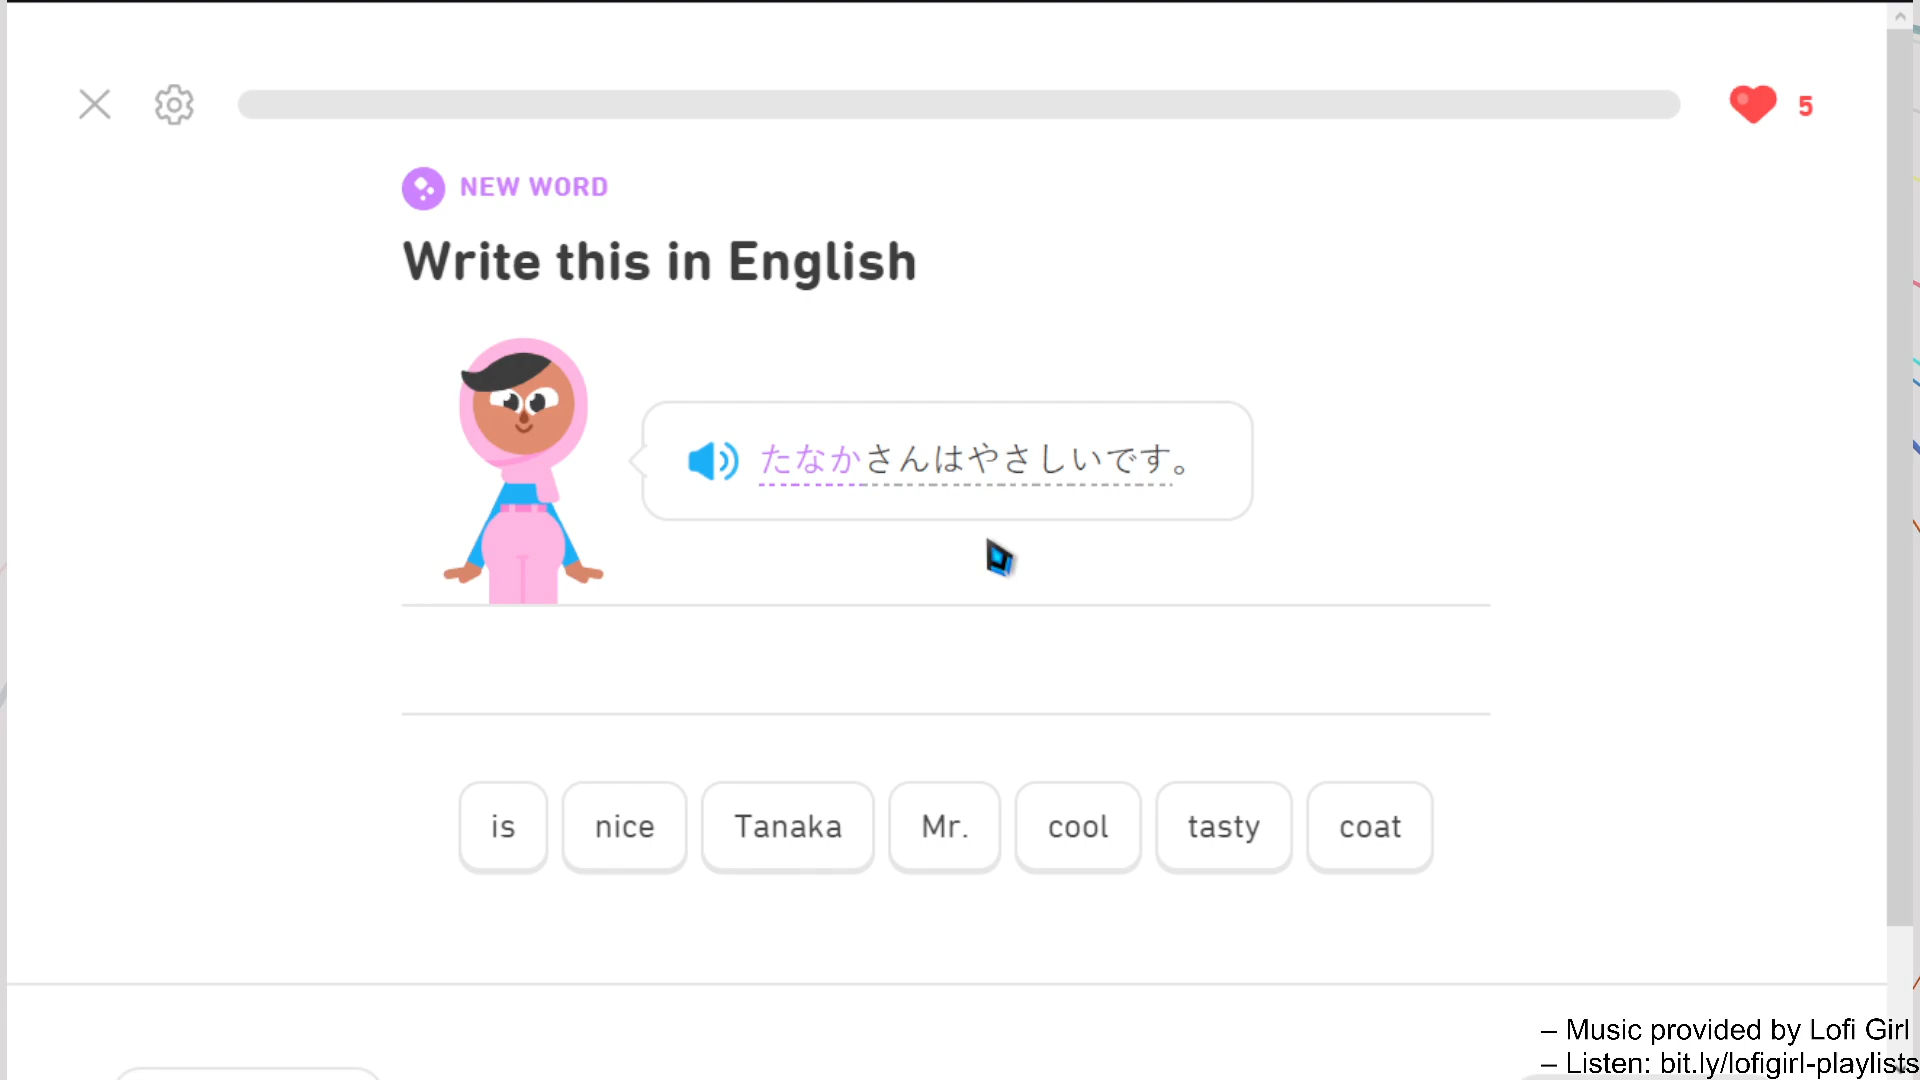 5
NEW WORD
Write this in English
たなかさんはやさしいです。
is nice Tanaka Mr. cool tasty coat
– Music provided by Lofi Girl
– Listen: bit.ly/lofigirl-playlists